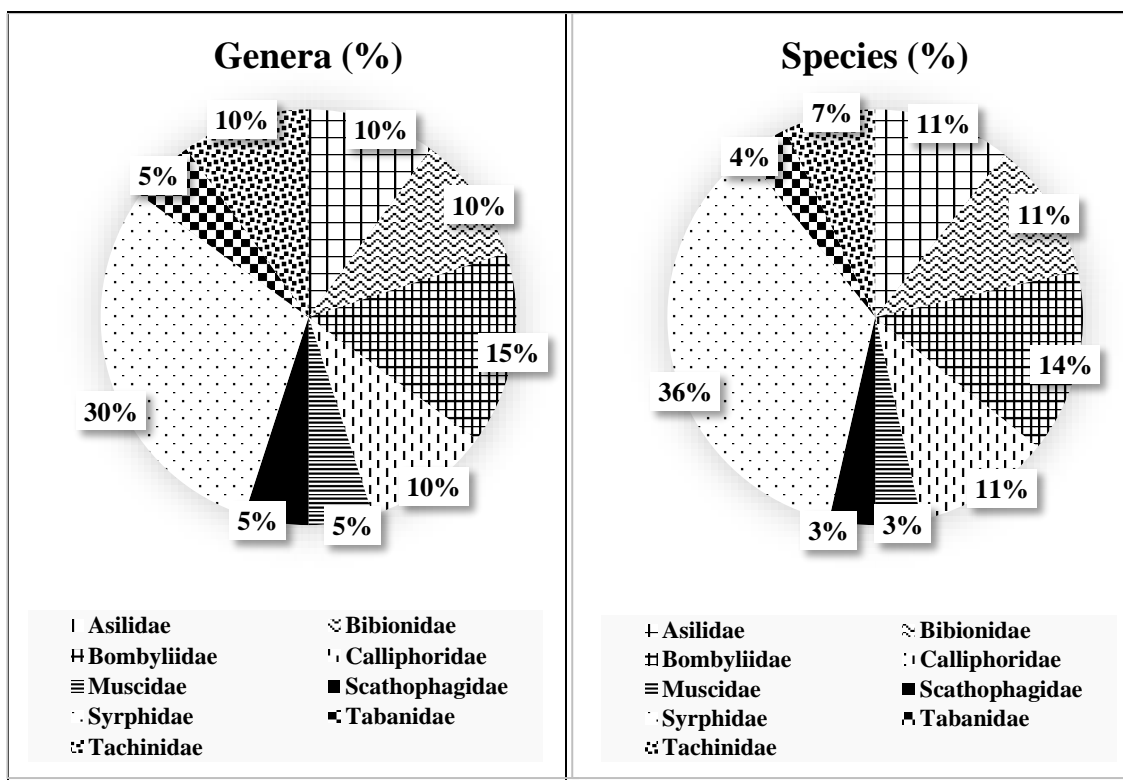 Genera (%)
10%
10%
15%
10%
5%
5%
30%
5%
10%
Asilidae
Bibionidae
Bombyliidae
Calliphoridae
Muscidae
Scathophagidae
Syrphidae
Tabanidae
Tachinidae
Species (%)
11%
11%
14%
11%
3%
3%
36%
4%
7%
Asilidae
Bibionidae
Bombyliidae
Calliphoridae
Muscidae
Scathophagidae
Syrphidae
Tabanidae
Tachinidae